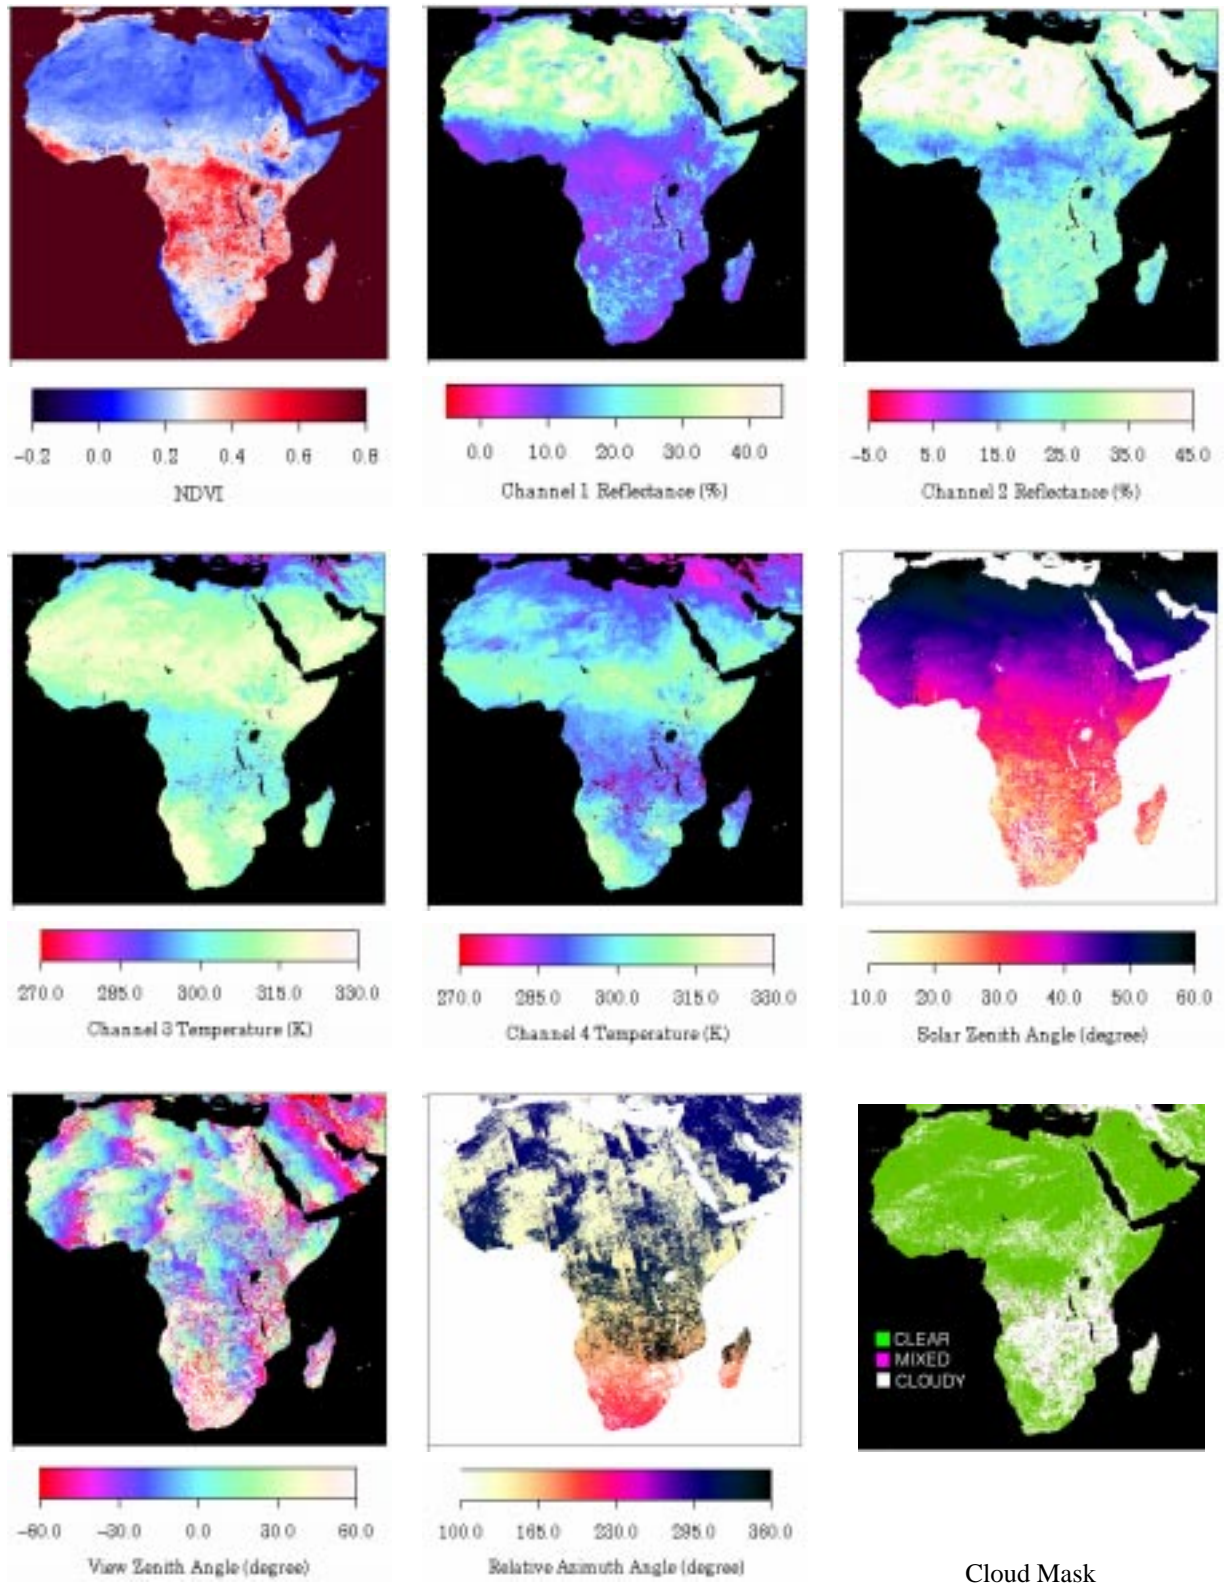 -0.2 0.0 0.2 0.4 0.6 0.8
NDVI
0.0 10.0 20.0 30.0 40.0
Channel 1 Reflectance (%)
-5.0 5.0 15.0 25.0 35.0 45.0
Channel 2 Reflectance (%)
270.0 285.0 300.0 315.0 330.0
Channel 3 Temperature (K)
270.0 285.0 300.0 315.0 330.0
Channel 4 Temperature (K)
10.0 20.0 30.0 40.0 50.0 60.0
Solar Zenith Angle (degree)
-60.0 -30.0 0.0 30.0 60.0
View Zenith Angle (degree)
100.0 165.0 230.0 295.0 360.0
Relative Azimuth Angle (degree)
CLEAR
MIXED
CLOUDY
Cloud Mask